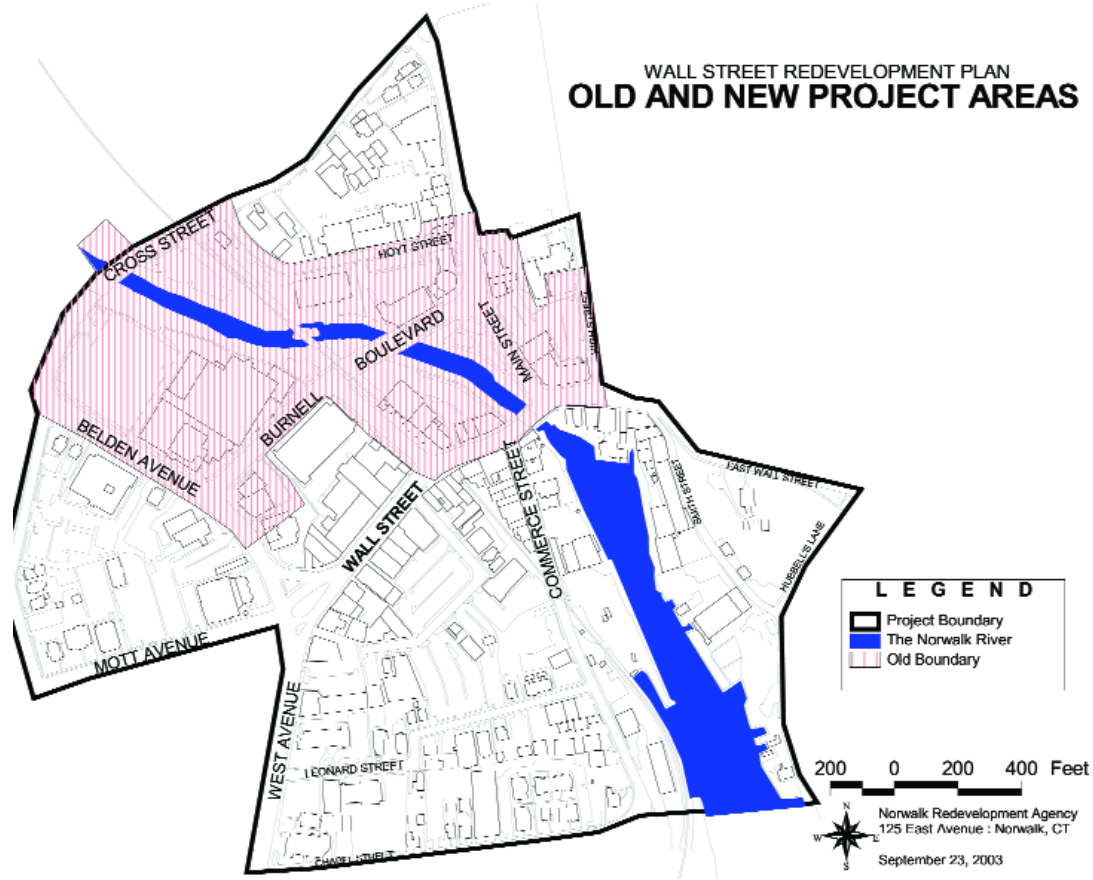 WALL STREET REDEVELOPMENT PLAN
OLD AND NEW PROJECT AREAS
CROSS STREET
HOYT STREET
BOULEVARD
MAIN STREET
HIGH STREET
BURNELL
BELDEN AVENUE
WALL STREET
COMMERCE STREET
SMITH STREET
EAST WALL STREET
HUBBELL'S LANE
MOTT AVENUE
WEST AVENUE
LEONARD STREET
CHAPEL STREET
LEGEND
Project Boundary
The Norwalk River
Old Boundary
200 0 200 400 Feet
N
W E
S
Norwalk Redevelopment Agency
125 East Avenue : Norwalk, CT
September 23, 2003